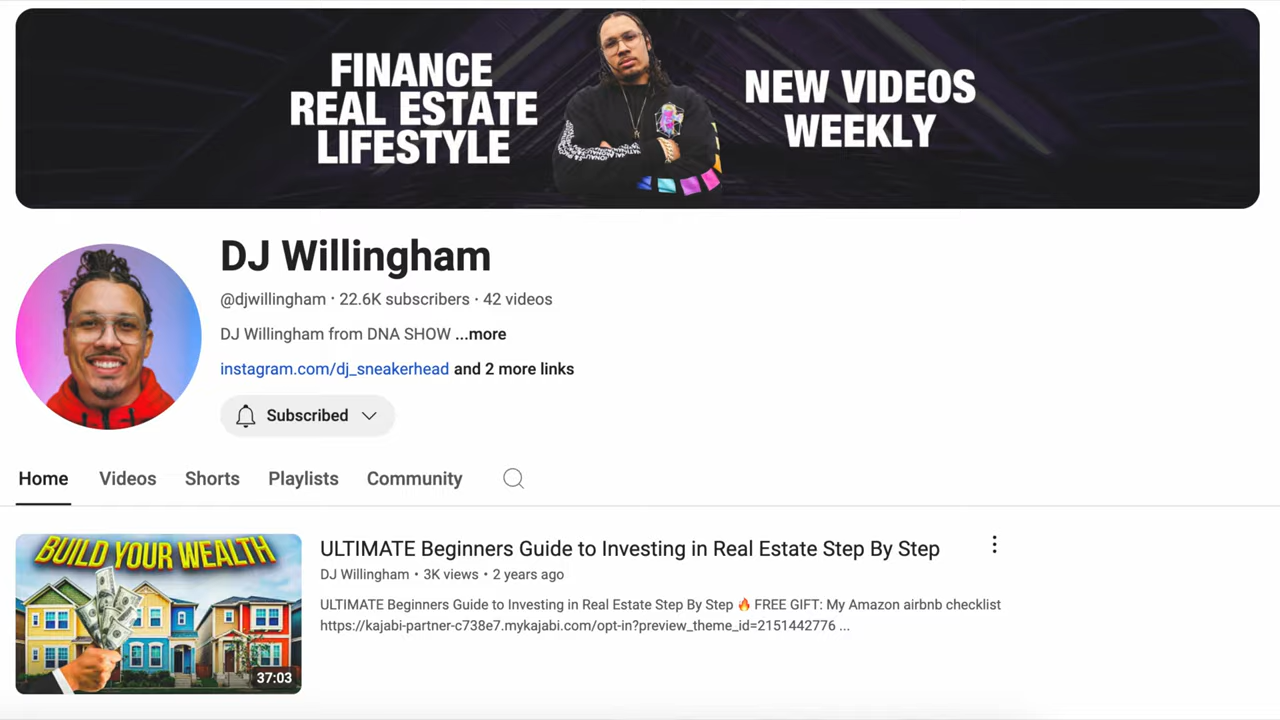 FINANCE
REAL ESTATE
LIFESTYLE
NEW VIDEOS
WEEKLY
DJ Willingham
@djwillingham · 22.6K subscribers · 42 videos
DJ Willingham from DNA SHOW ...more
instagram.com/dj_sneakerhead and 2 more links
Subscribed
Home Videos Shorts Playlists Community
BUILD YOUR WEALTH
37:03
ULTIMATE Beginners Guide to Investing in Real Estate Step By Step
DJ Willingham · 3K views · 2 years ago
ULTIMATE Beginners Guide to Investing in Real Estate Step By Step 🔥 FREE GIFT: My Amazon airbnb checklist
https://kajabi-partner-c738e7.mykajabi.com/opt-in?preview_theme_id=2151442776 ...